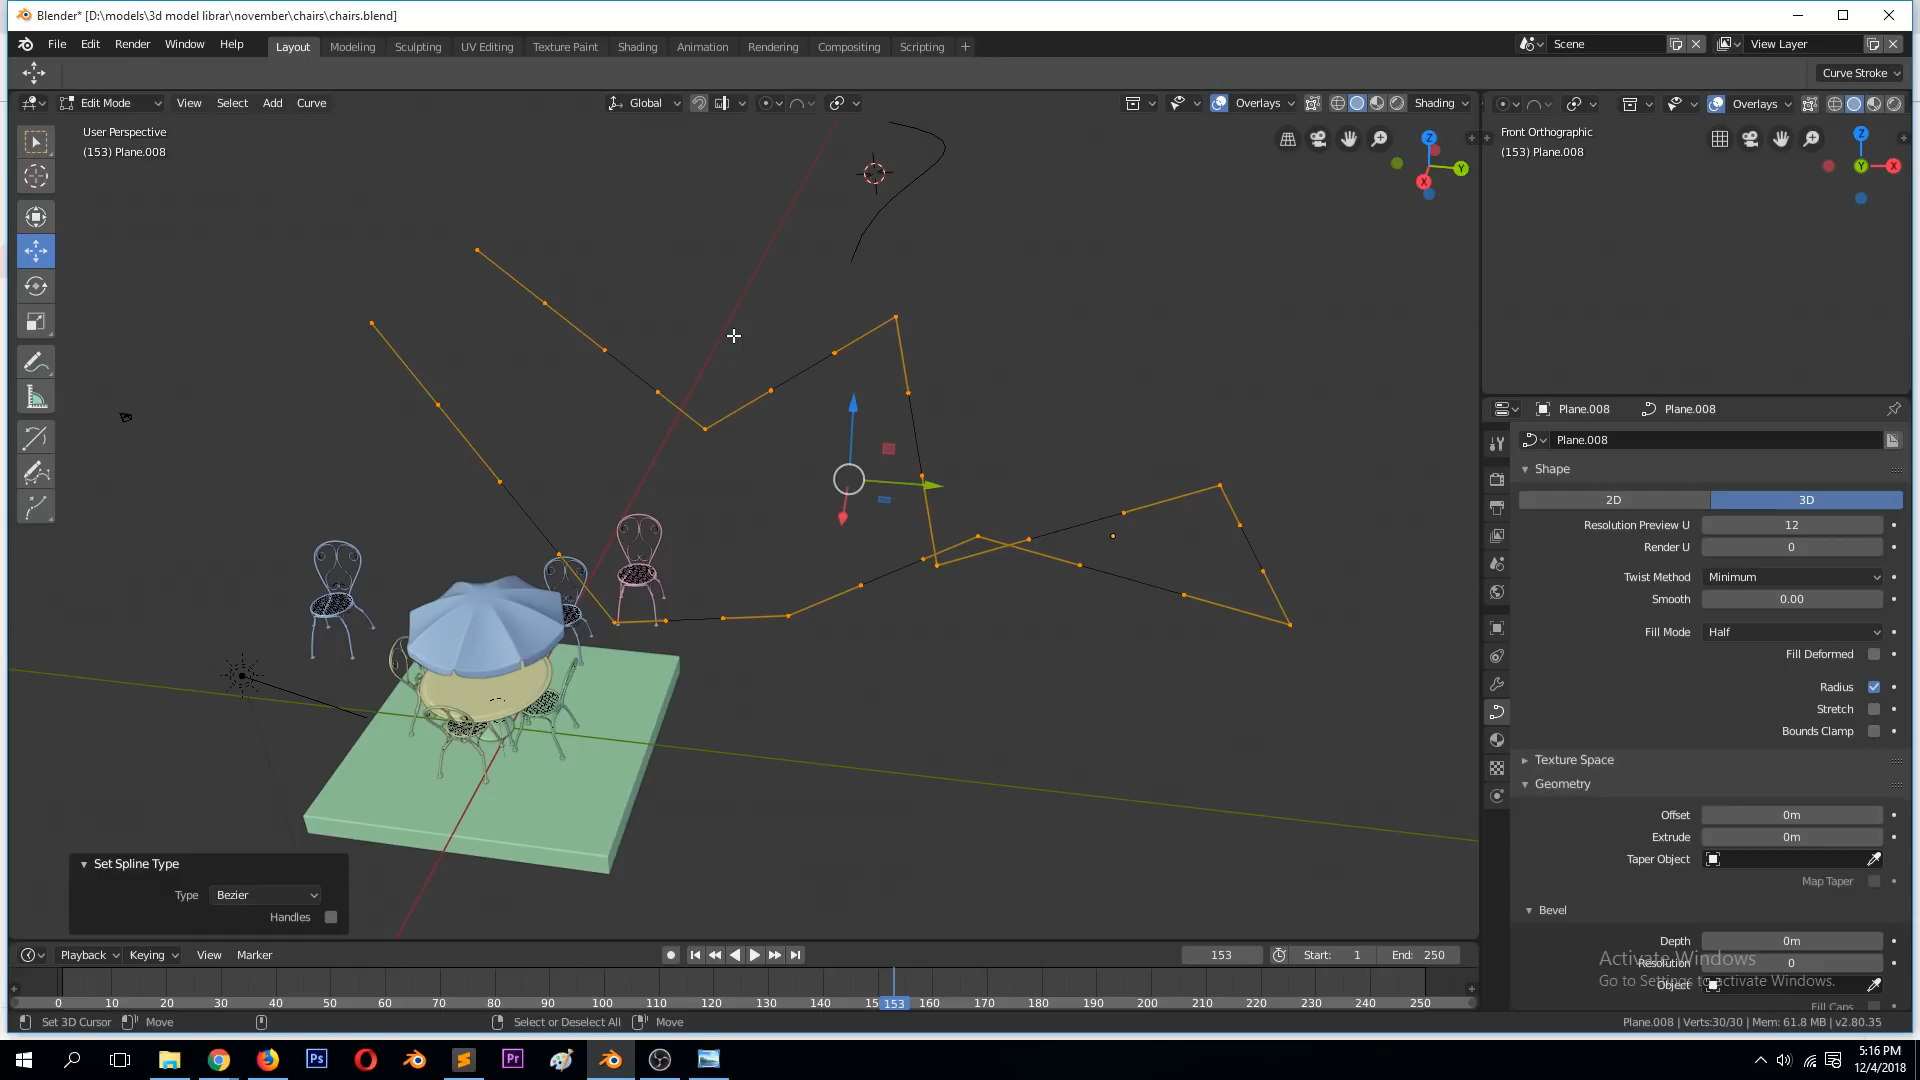 Blender* [D:\models\3d model librar\november\chairs\chairs.blend]
File Edit Render Window Help Layout Modeling Sculpting UV Editing Texture Paint Shading Animation Rendering Compositing Scripting + Scene View Layer
Curve Stroke
Edit Mode View Select Add Curve Global Overlays Shading Overlays
User Perspective
(153) Plane.008
Z Y X
Front Orthographic
(153) Plane.008
Z Y X
Plane.008 Plane.008
Plane.008
Shape
2D 3D
Resolution Preview U 12
Render U 0
Twist Method Minimum
Smooth 0.00
Fill Mode Half
Fill Deformed
Radius
Stretch
Bounds Clamp
Texture Space
Geometry
Offset 0m
Extrude 0m
Taper Object
Map Taper
Bevel
Depth 0m
Resolution 0
Object
Fill Caps
Activate Windows
Go to Settings to activate Windows.
Set Spline Type
Type Bezier
Handles
Playback Keying View Marker 153 Start: 1 End: 250
0 10 20 30 40 50 60 70 80 90 100 110 120 130 140 15 153 160 170 180 190 200 210 220 230 240 250
Set 3D Cursor Move Select or Deselect All Move Plane.008 | Verts:30/30 | Mem: 61.8 MB | v2.80.35
Ps Pr
5:16 PM
12/4/2018